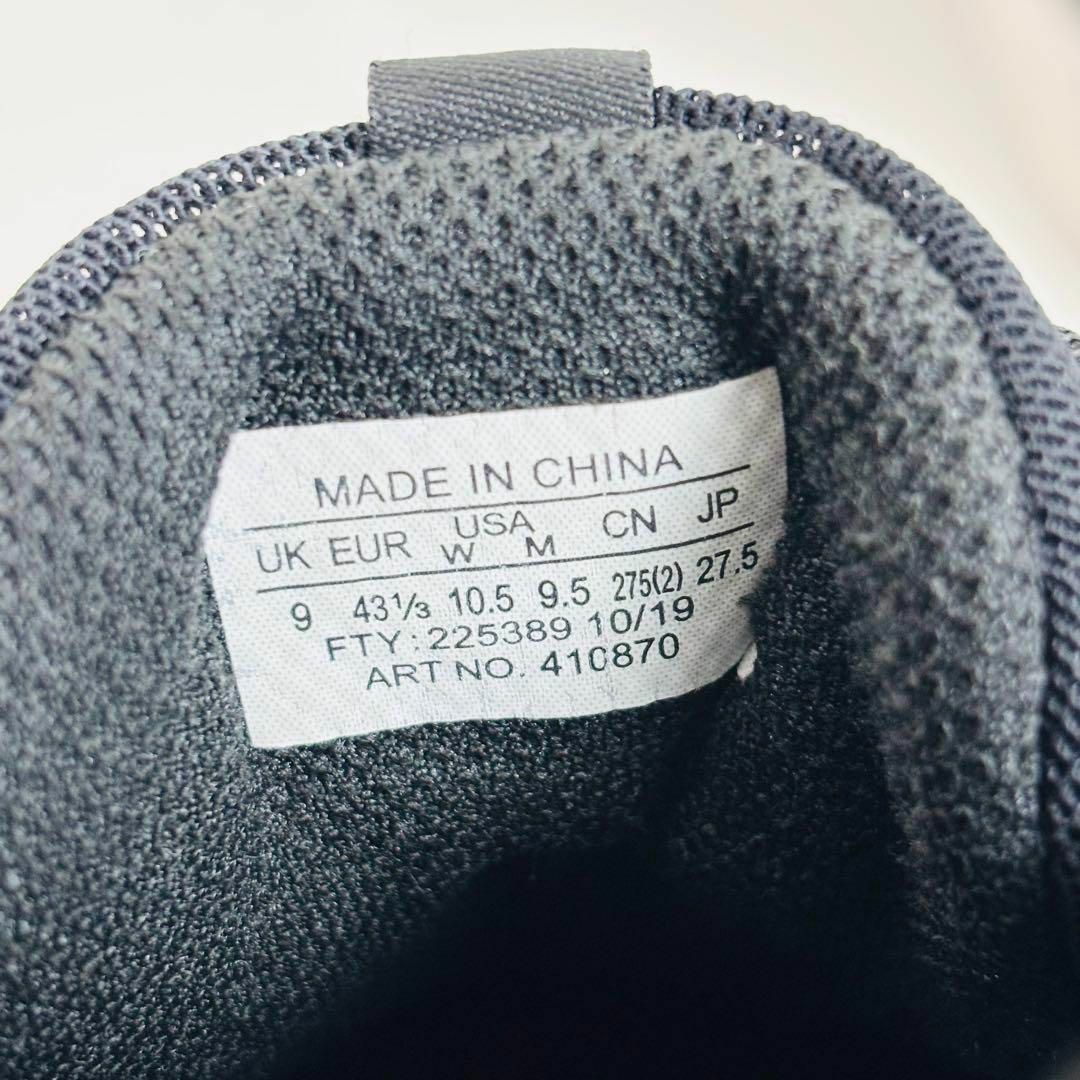 MADE IN CHINA
UK EUR USA CN JP
W M
9 43⅓ 10.5 9.5 275(2) 27.5
FTY: 225389 10/19
ART NO. 410870